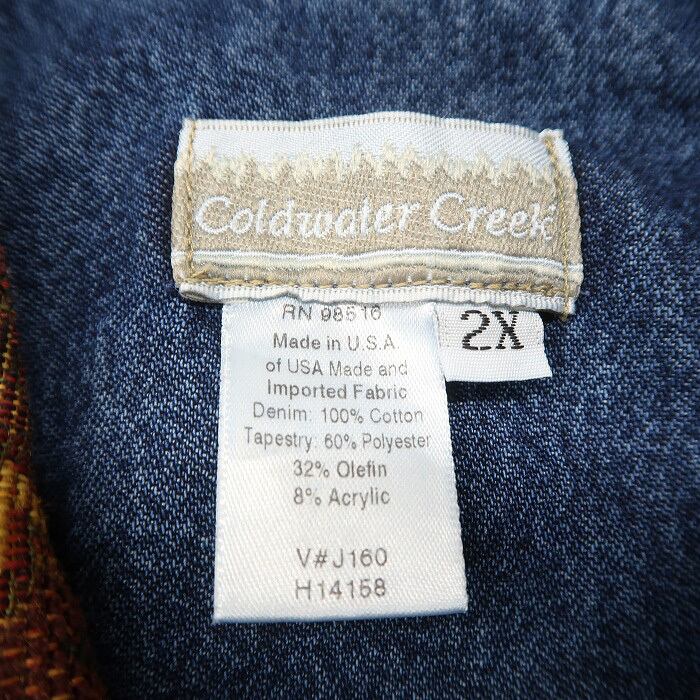 Coldwater Creek
2X
RN 98516
Made in U.S.A.
of USA Made and
Imported Fabric
Denim: 100% Cotton
Tapestry: 60% Polyester
32% Olefin
8% Acrylic
V#J160
H14158